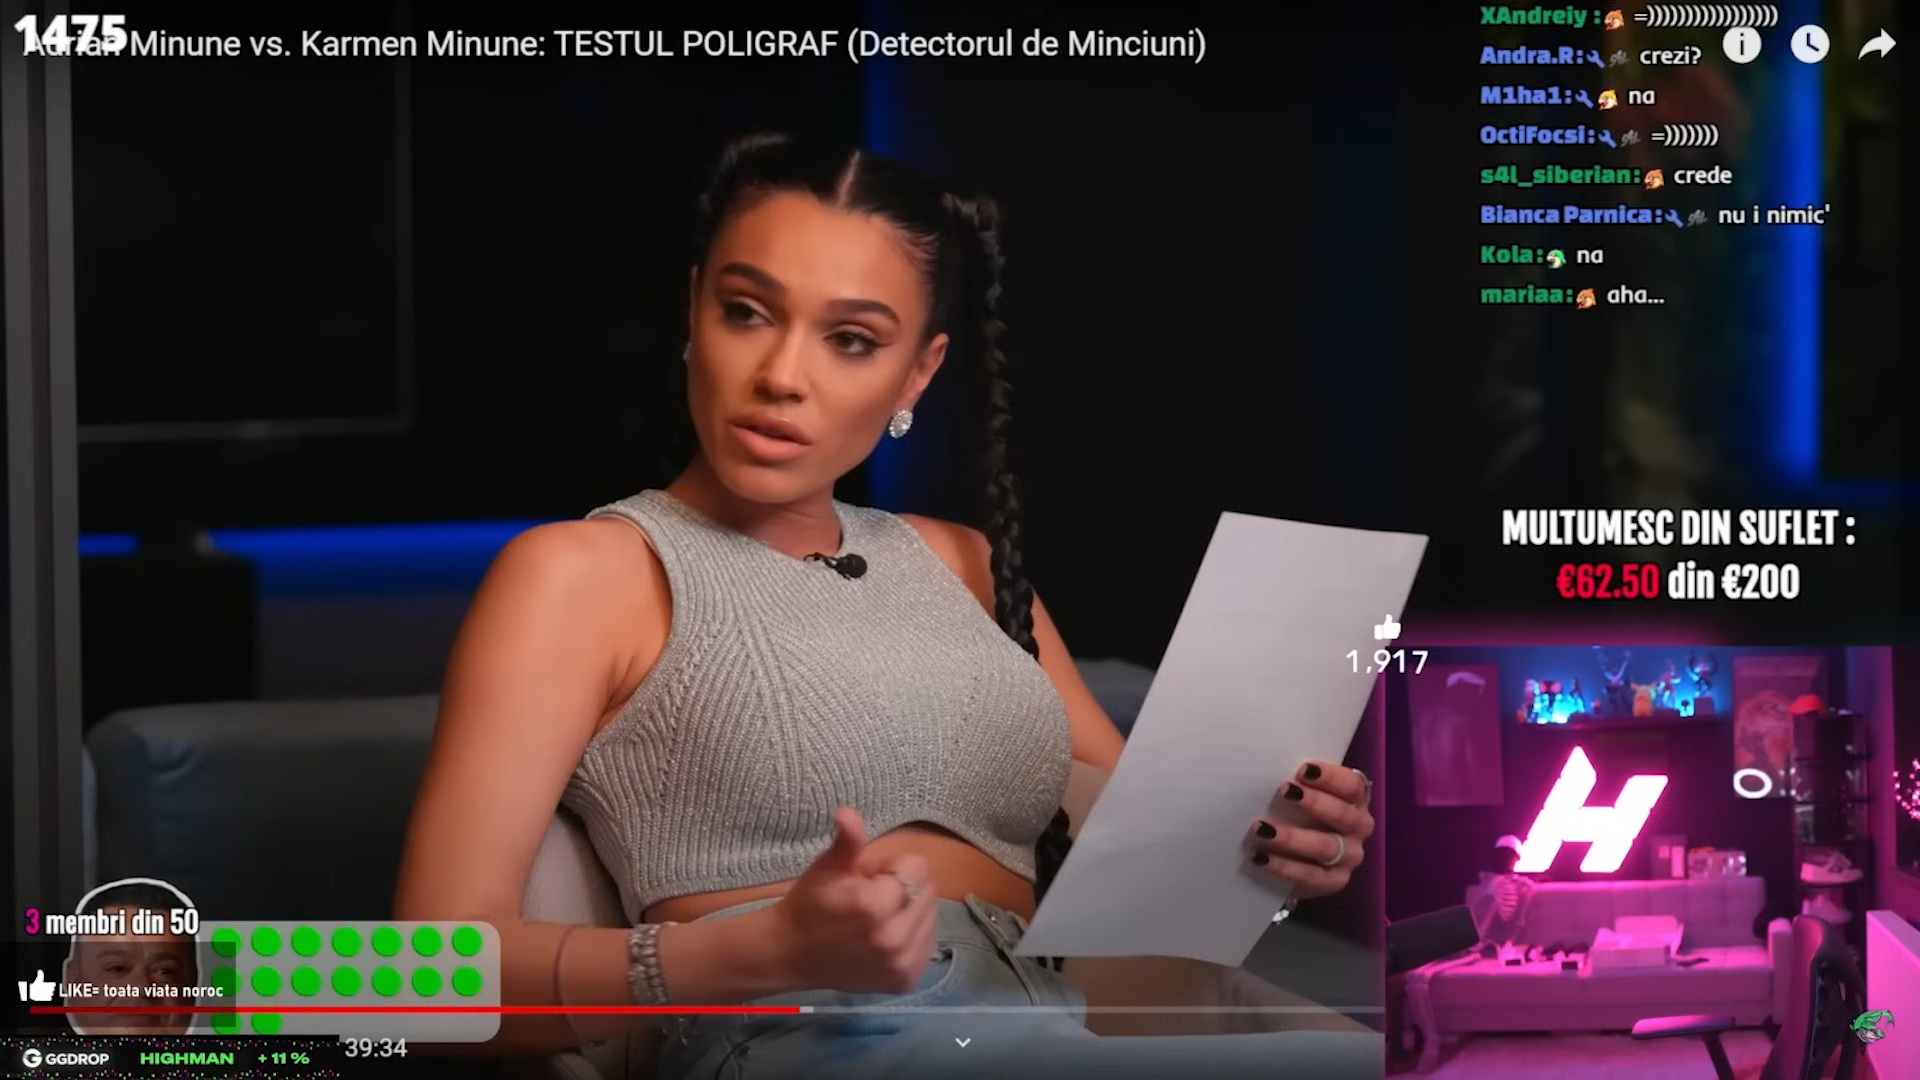 1475
Adrian Minune vs. Karmen Minune: TESTUL POLIGRAF (Detectorul de Minciuni)
XAndreiy : =))))))))))))))))
Andra.R: crezi?
M1ha1: na
OctiFocsi: =)))))))
s4l_siberian: crede
Bianca Parnica: nu i nimic'
Kola: na
mariaa: aha...
MULTUMESC DIN SUFLET :
€62.50 din €200
1,917
H
3 membri din 50
LIKE= toata viata noroc
GGDROP HIGHMAN +11%
39:34